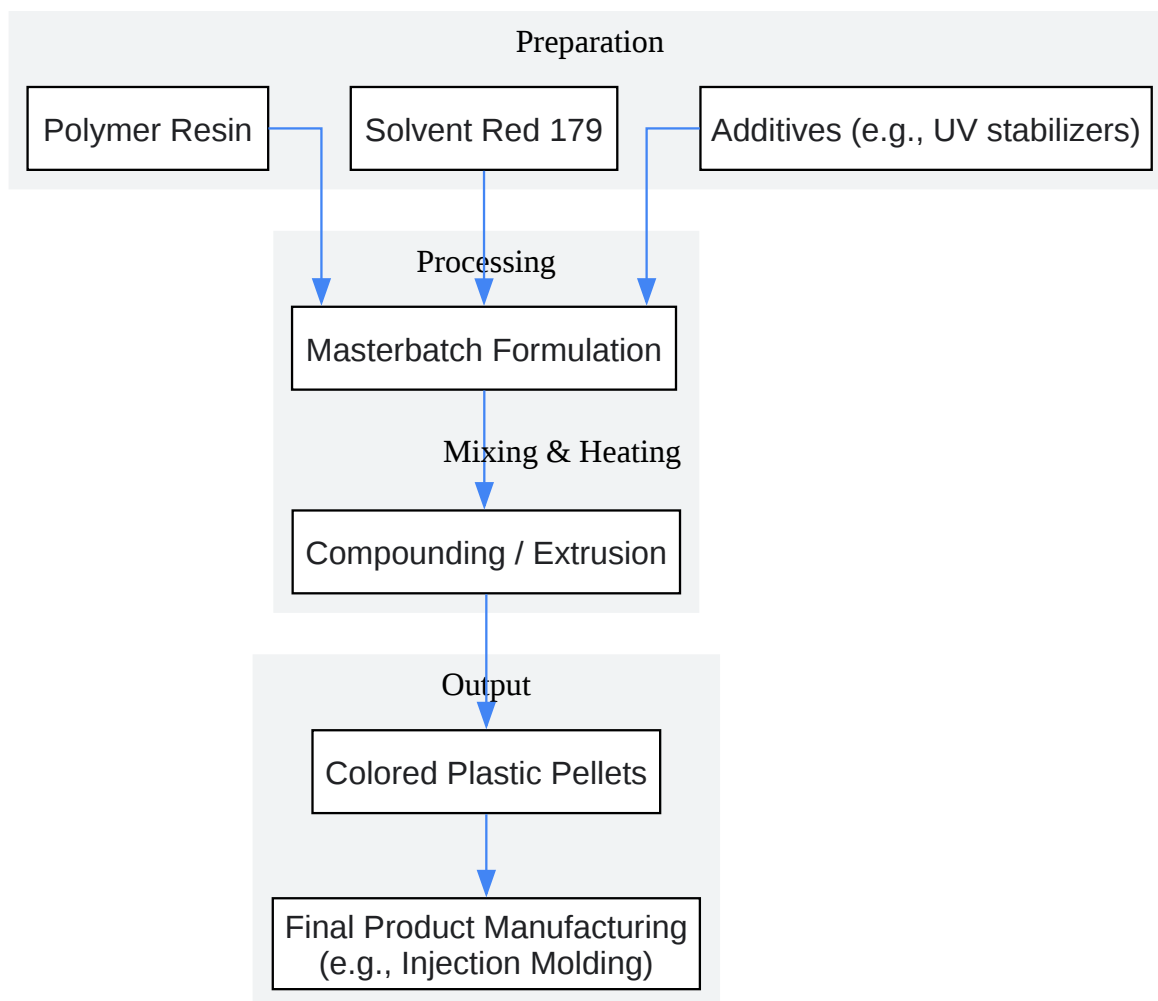 Preparation
Polymer Resin
Solvent Red 179
Additives (e.g., UV stabilizers)
Processing
Masterbatch Formulation
Mixing & Heating
Compounding / Extrusion
Output
Colored Plastic Pellets
Final Product Manufacturing
(e.g., Injection Molding)